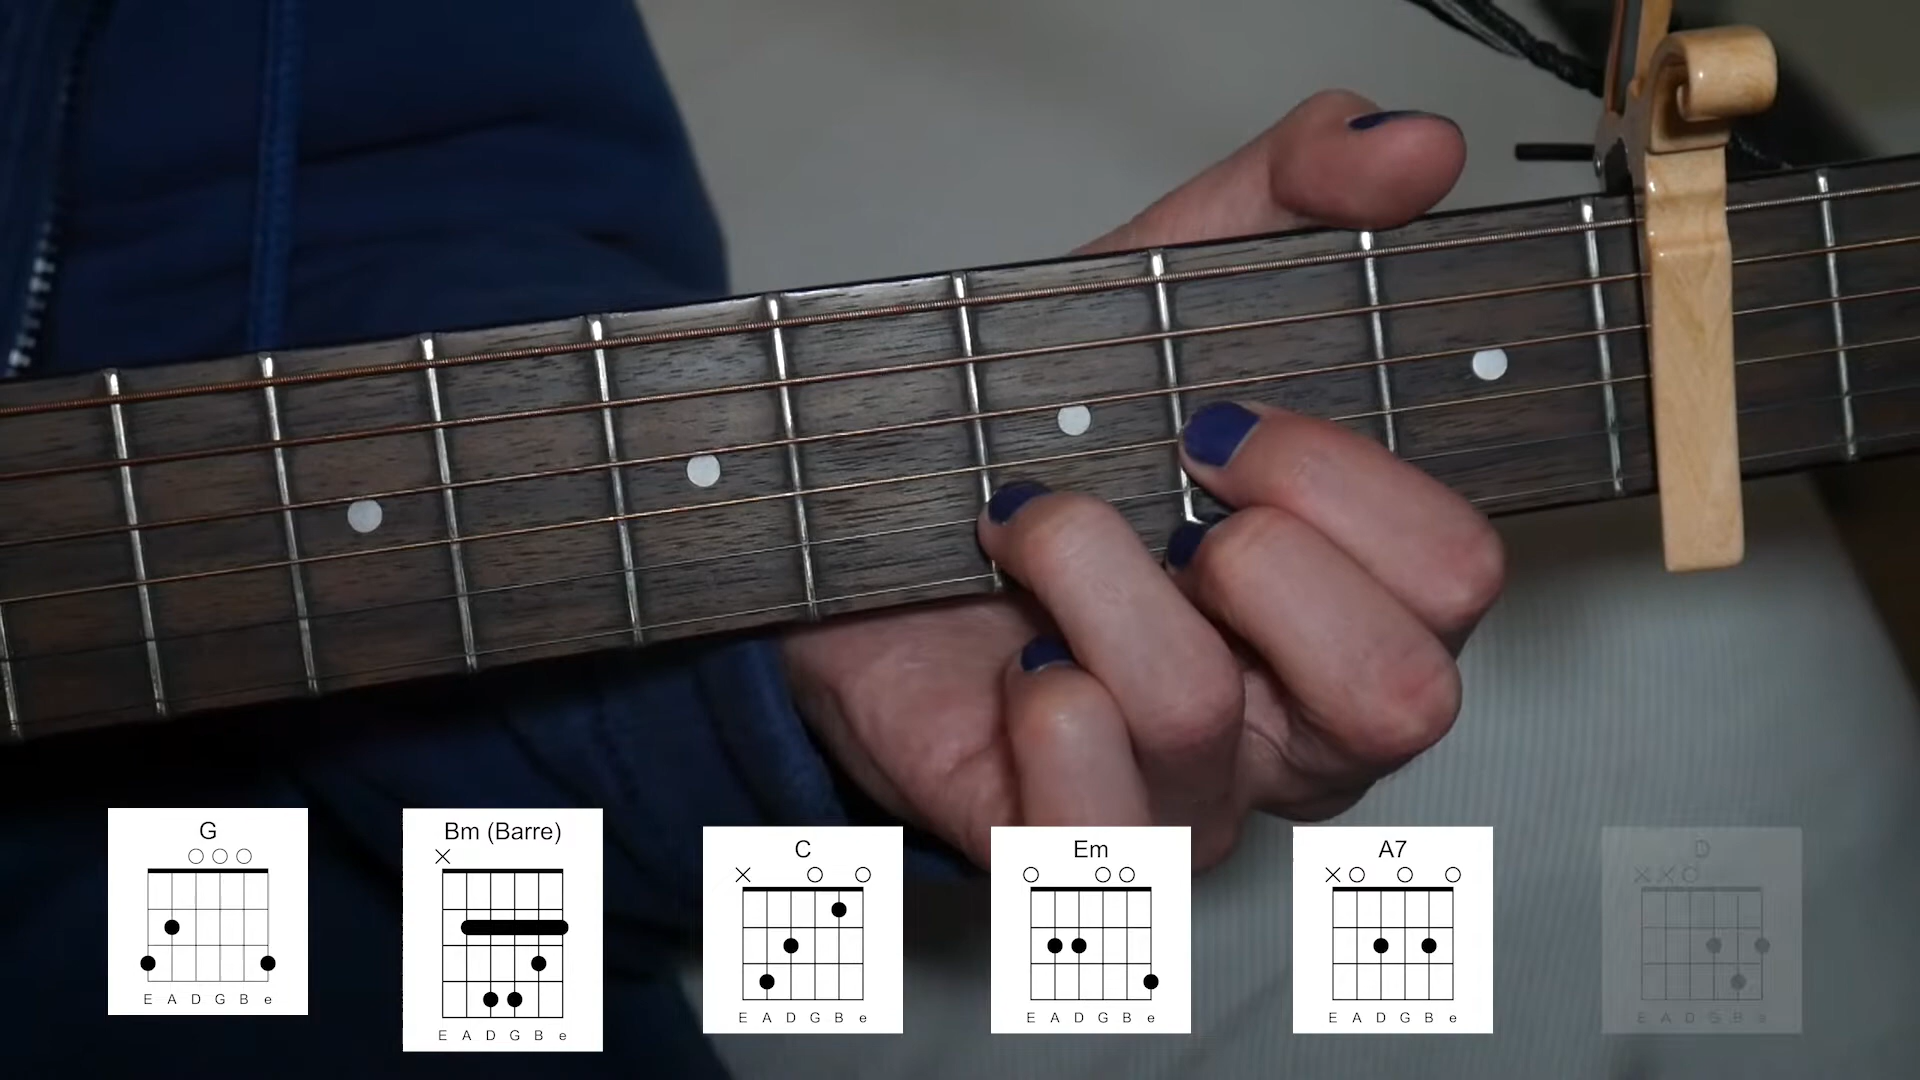 G
E A D G B e
Bm (Barre)
×
E A D G B e
C
× ○ ○
E A D G B e
Em
○ ○ ○
E A D G B e
A7
× ○ ○ ○
E A D G B e
D
× × ○
E A D G B e